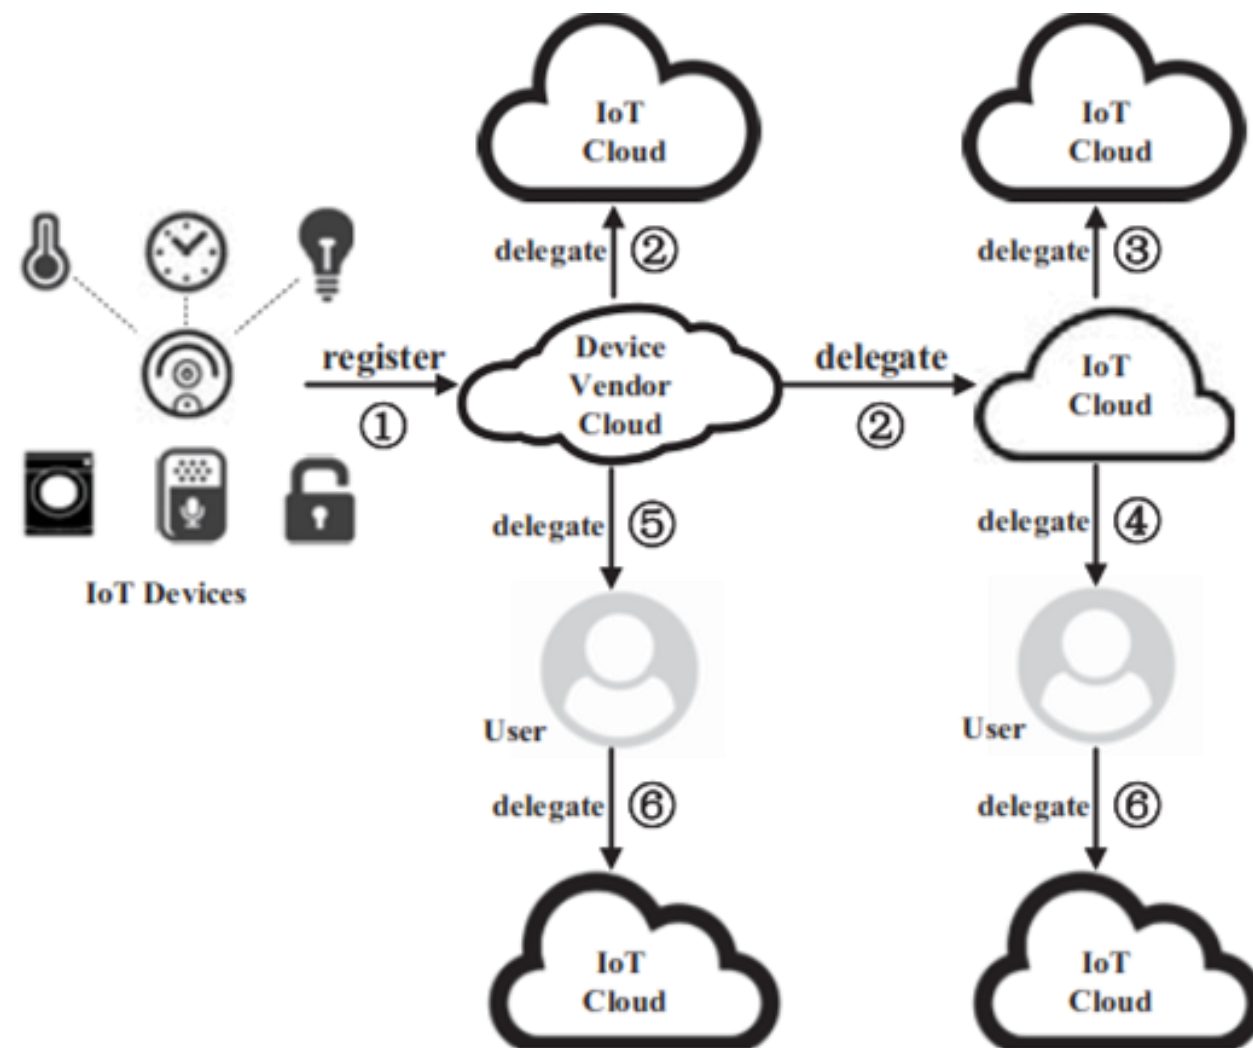 IoT
Cloud
IoT
Cloud
delegate
②
delegate
③
register
①
Device
Vendor
Cloud
delegate
②
IoT
Cloud
IoT Devices
delegate
⑤
delegate
④
User
User
delegate
⑥
delegate
⑥
IoT
Cloud
IoT
Cloud